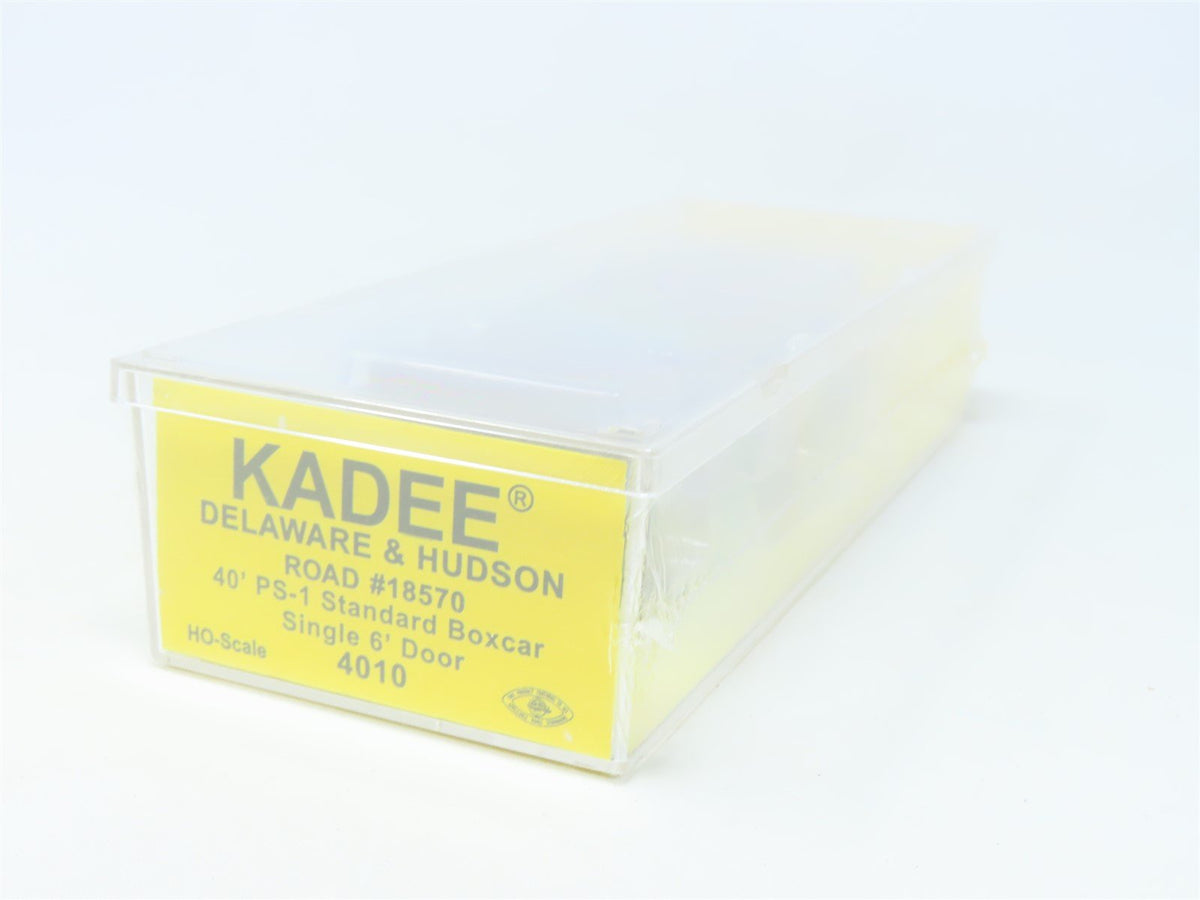 KADEE®
DELAWARE & HUDSON
ROAD #18570
40' PS-1 Standard Boxcar
Single 6' Door
HO-Scale
4010